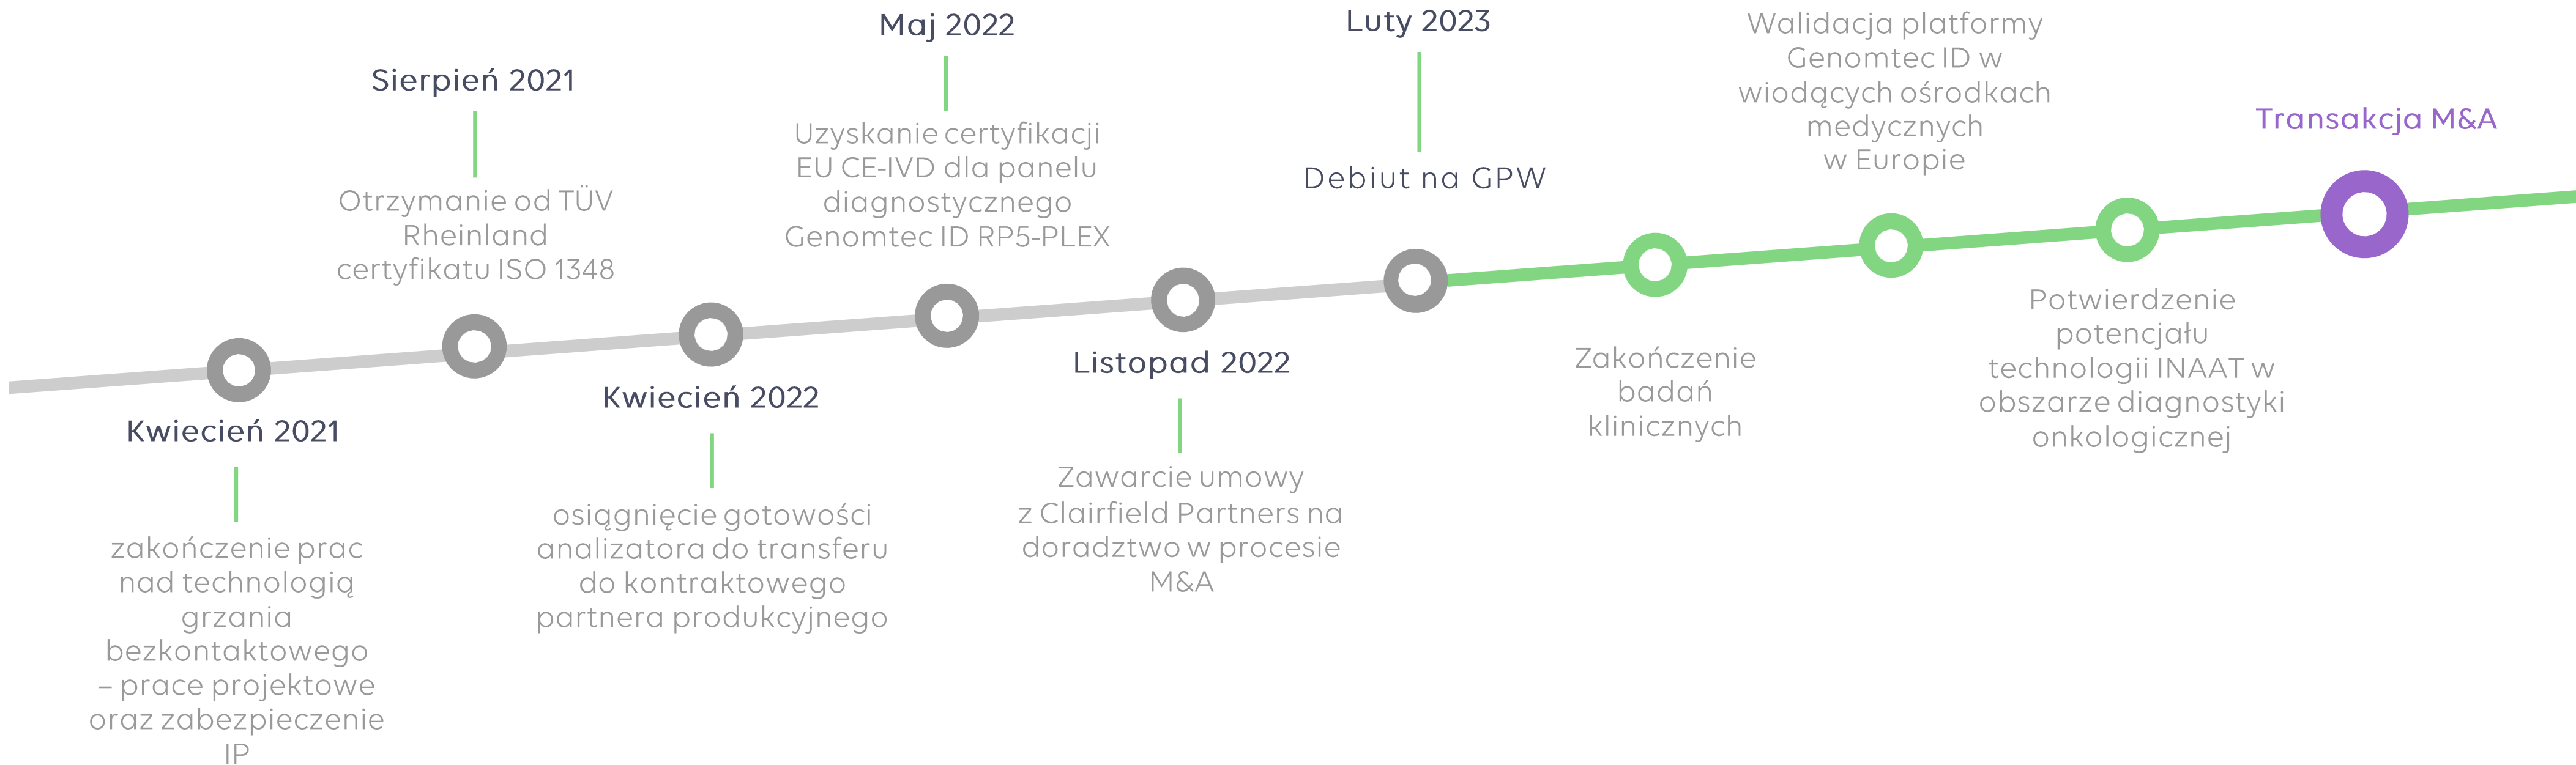 Kwiecień 2021
zakończenie prac
nad technologią
grzania
bezkontaktowego
– prace projektowe
oraz zabezpieczenie
IP
Sierpień 2021
Otrzymanie od TÜV
Rheinland
certyfikatu ISO 1348
Kwiecień 2022
osiągnięcie gotowości
analizatora do transferu
do kontraktowego
partnera produkcyjnego
Maj 2022
Uzyskanie certyfikacji
EU CE-IVD dla panelu
diagnostycznego
Genomtec ID RP5-PLEX
Listopad 2022
Zawarcie umowy
z Clairfield Partners na
doradztwo w procesie
M&A
Luty 2023
Debiut na GPW
Zakończenie
badań
klinicznych
Walidacja platformy
Genomtec ID w
wiodących ośrodkach
medycznych
w Europie
Potwierdzenie
potencjału
technologii INAAT w
obszarze diagnostyki
onkologicznej
Transakcja M&A